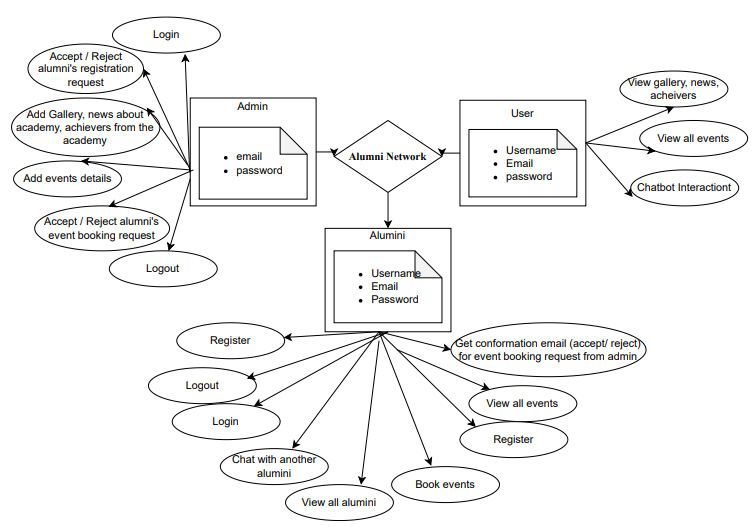 Login
Accept / Reject
alumni's registration
request
Add Gallery, news about
academy, achievers from the
academy
Add events details
Accept / Reject alumni's
event booking request
Logout
Admin
email
password
Alumni Network
User
Username
Email
password
View gallery, news,
acheivers
View all events
Chatbot Interactiont
Alumini
Username
Email
Password
Register
Logout
Login
Chat with another
alumini
View all alumini
Book events
Register
View all events
Get conformation email (accept/ reject)
for event booking request from admin